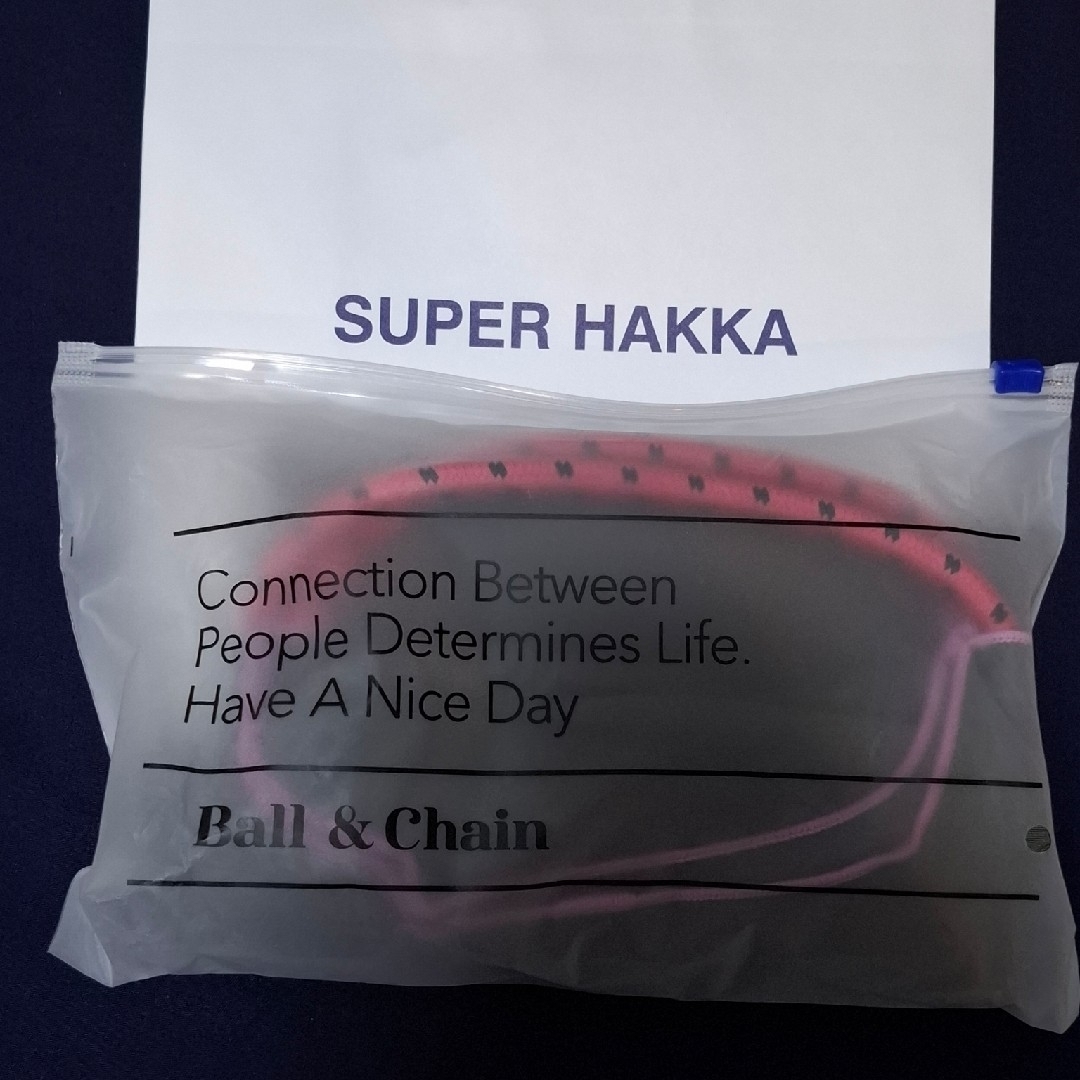 SUPER HAKKA
Connection Between
People Determines Life.
Have A Nice Day
Ball & Chain